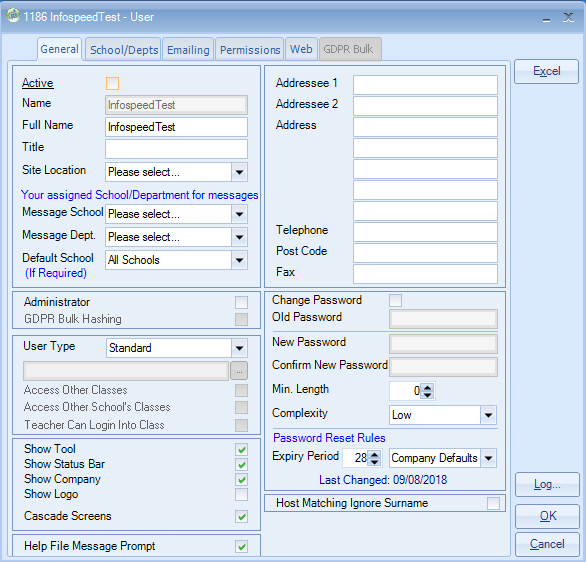 1186 InfospeedTest - User
General School/Depts Emailing Permissions Web GDPR Bulk
Excel
Active
Name InfospeedTest
Full Name InfospeedTest
Title
Site Location Please select...
Your assigned School/Department for messages
Message School Please select...
Message Dept. Please select...
Default School All Schools
(If Required)
Addressee 1
Addressee 2
Address
Telephone
Post Code
Fax
Administrator
GDPR Bulk Hashing
User Type Standard
...
Access Other Classes
Access Other School's Classes
Teacher Can Login Into Class
Show Tool
Show Status Bar
Show Company
Show Logo
Cascade Screens
Help File Message Prompt
Change Password
Old Password
New Password
Confirm New Password
Min. Length 0
Complexity Low
Password Reset Rules
Expiry Period 28 Company Defaults
Last Changed: 09/08/2018
Host Matching Ignore Surname
Log...
OK
Cancel